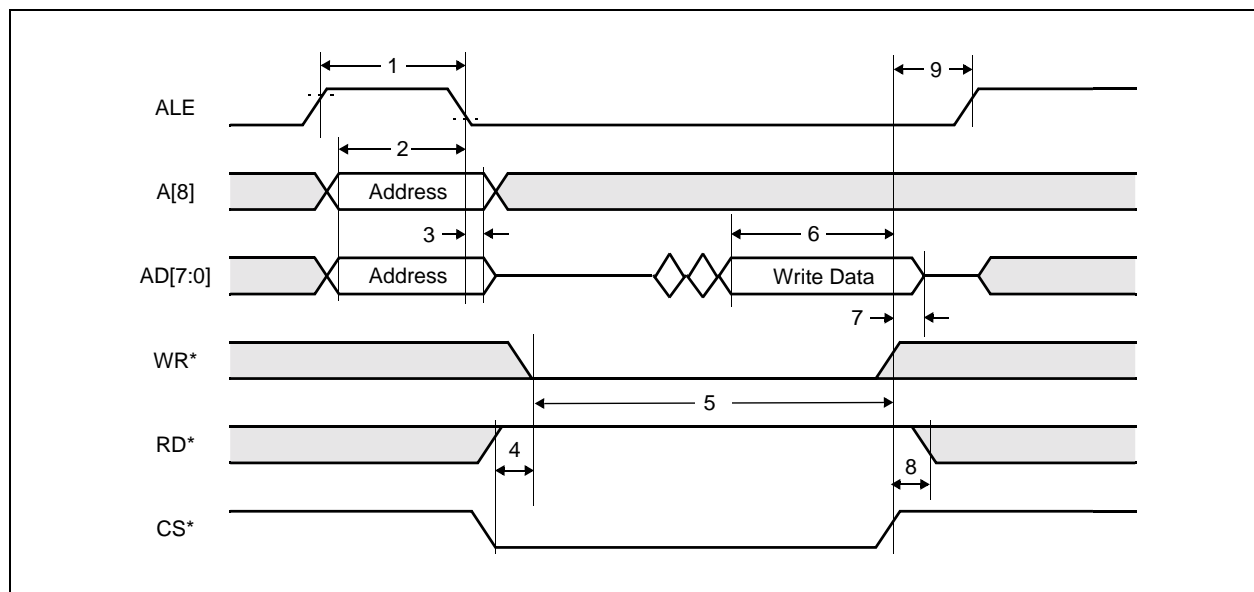 1
9
ALE
2
A[8]
Address
3
6
AD[7:0]
Address
Write Data
7
WR*
5
RD*
4
8
CS*